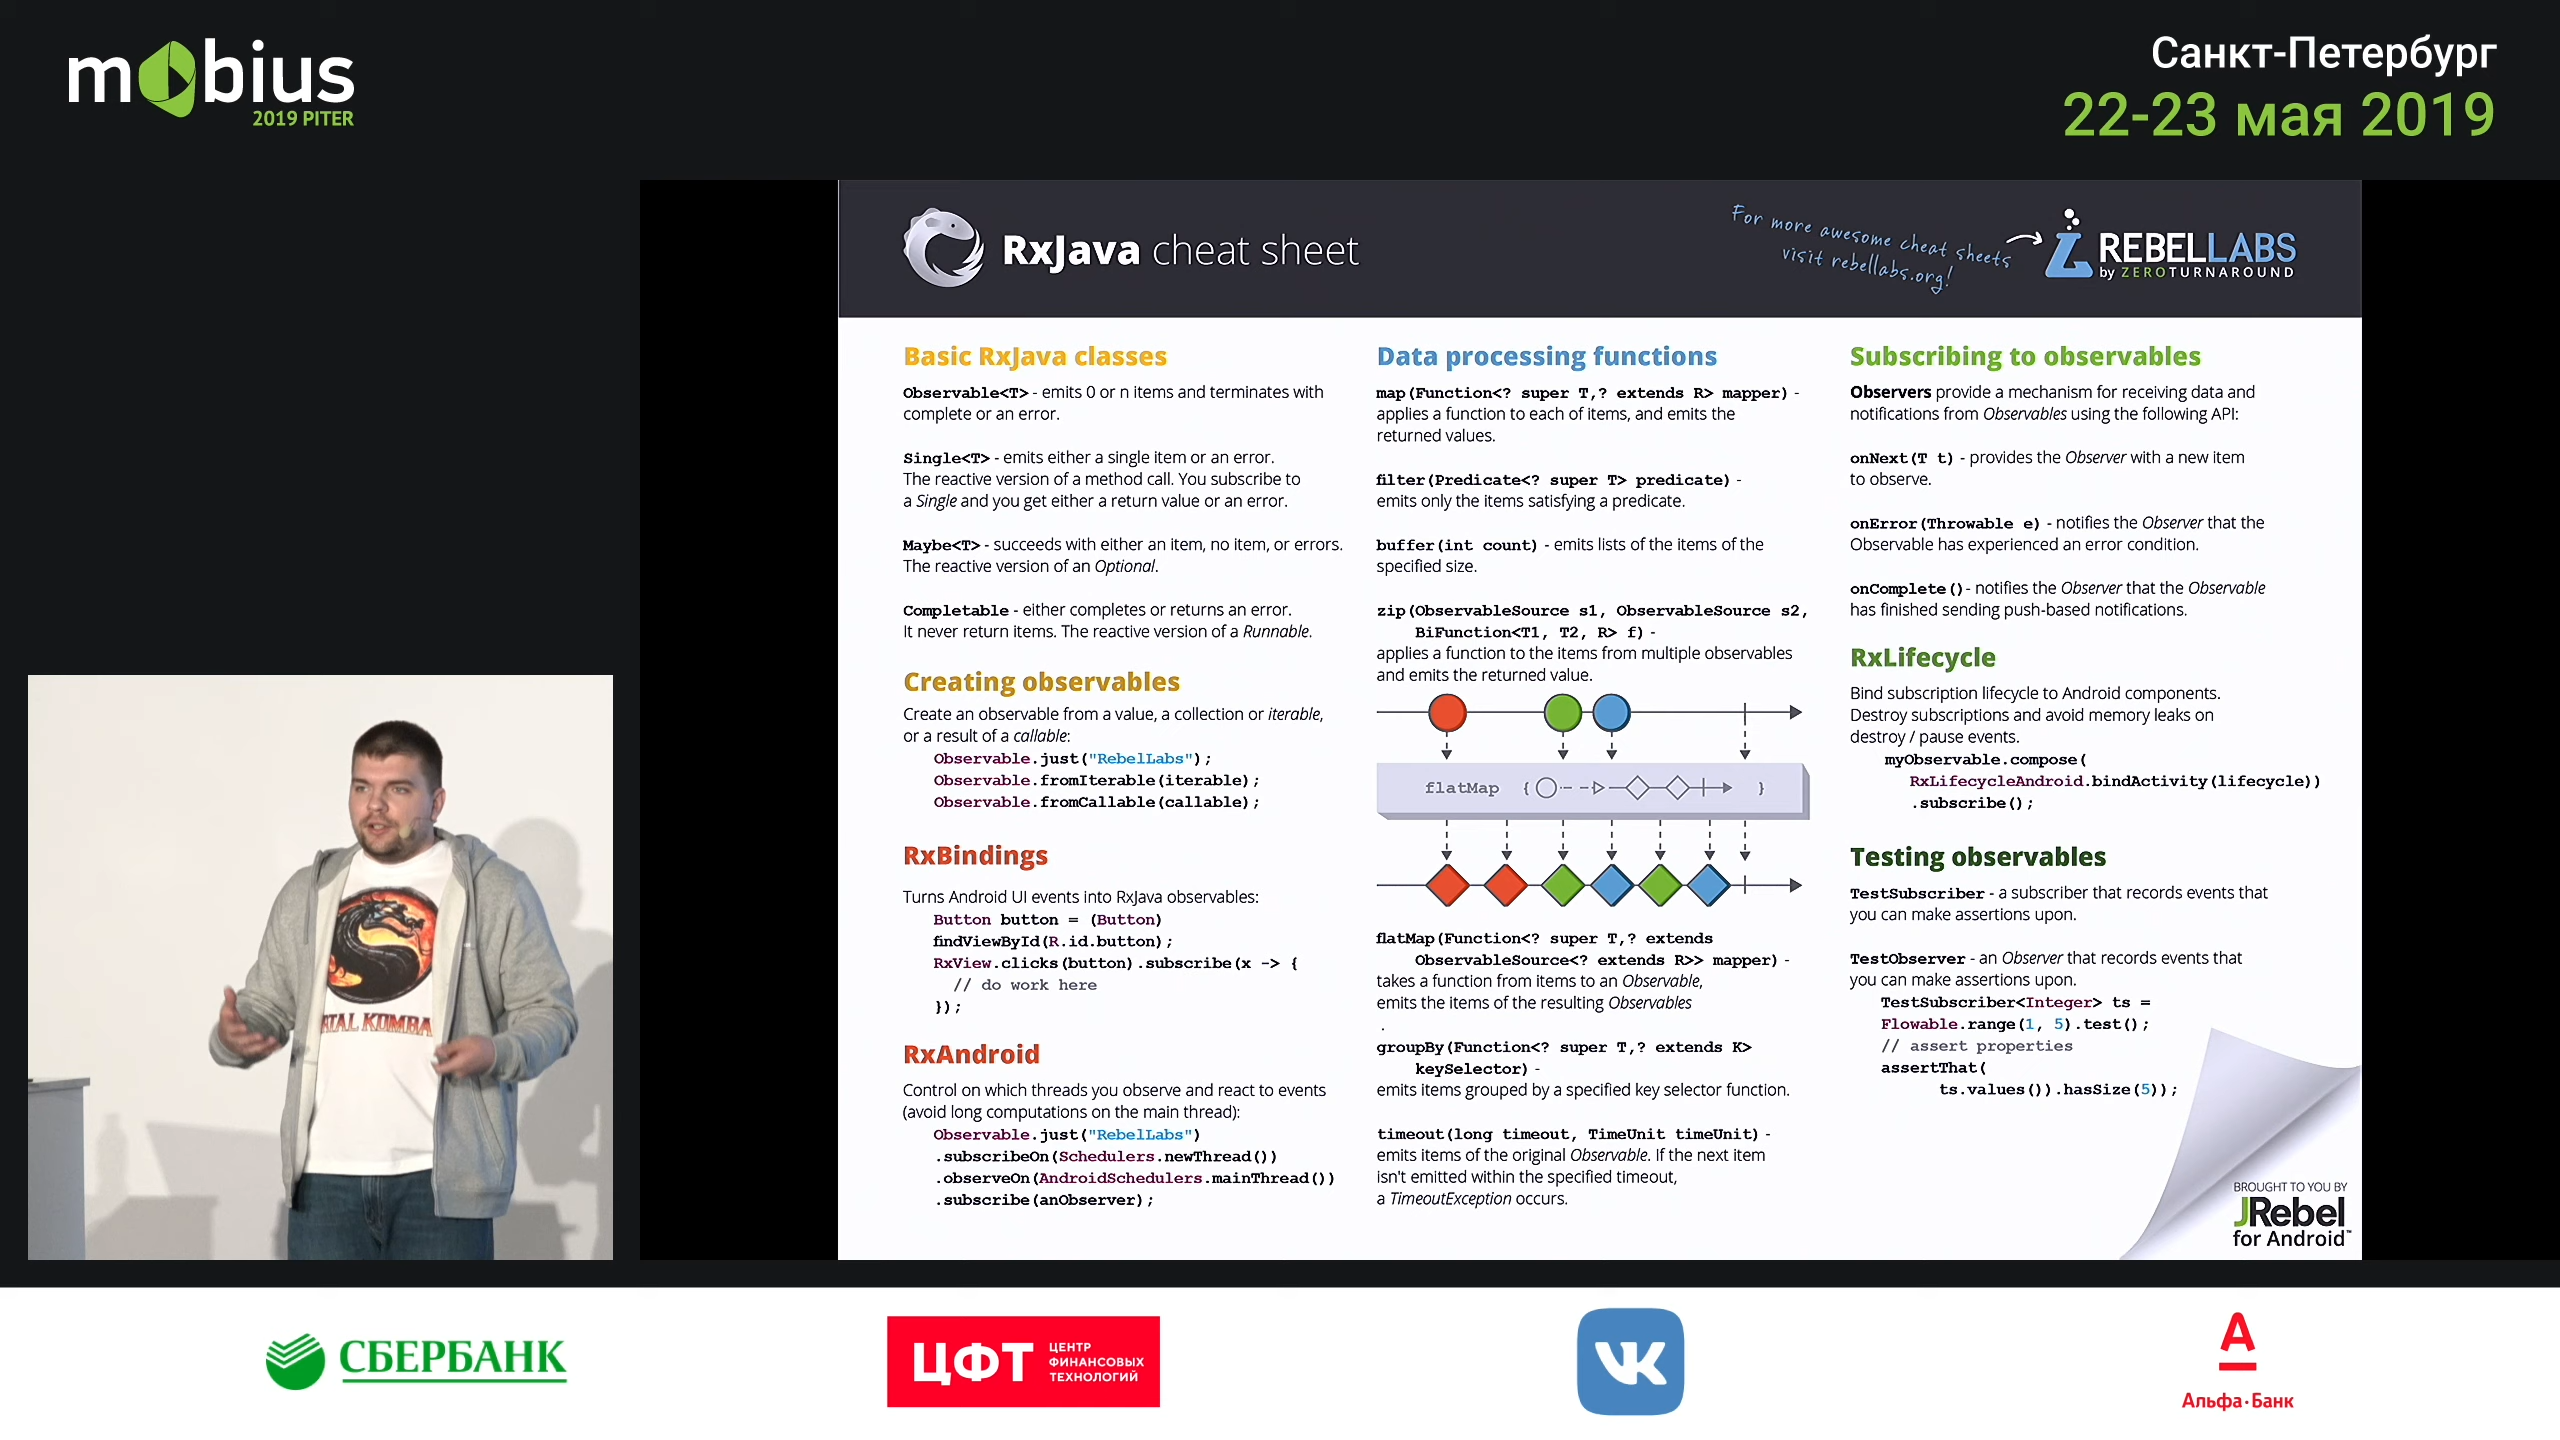 mobius
2019 PITER
Санкт-Петербург
22-23 мая 2019
RxJava cheat sheet
For more awesome cheat sheets
visit rebellabs.org!
REBELLABS
by ZEROTURNAROUND
Basic RxJava classes
Observable<T> - emits 0 or n items and terminates with
complete or an error.
Single<T> - emits either a single item or an error.
The reactive version of a method call. You subscribe to
a Single and you get either a return value or an error.
Maybe<T> - succeeds with either an item, no item, or errors.
The reactive version of an Optional.
Completable - either completes or returns an error.
It never return items. The reactive version of a Runnable.
Creating observables
Create an observable from a value, a collection or iterable,
or a result of a callable:
Observable.just("RebelLabs");
Observable.fromIterable(iterable);
Observable.fromCallable(callable);
RxBindings
Turns Android UI events into RxJava observables:
Button button = (Button)
findViewById(R.id.button);
RxView.clicks(button).subscribe(x -> {
// do work here
});
RxAndroid
Control on which threads you observe and react to events
(avoid long computations on the main thread):
Observable.just("RebelLabs")
.subscribeOn(Schedulers.newThread())
.observeOn(AndroidSchedulers.mainThread())
.subscribe(anObserver);
Data processing functions
map(Function<? super T,? extends R> mapper) -
applies a function to each of items, and emits the
returned values.
filter(Predicate<? super T> predicate) -
emits only the items satisfying a predicate.
buffer(int count) - emits lists of the items of the
specified size.
zip(ObservableSource s1, ObservableSource s2,
BiFunction<T1, T2, R> f) -
applies a function to the items from multiple observables
and emits the returned value.
flatMap { }
flatMap(Function<? super T,? extends
ObservableSource<? extends R>> mapper) -
takes a function from items to an Observable,
emits the items of the resulting Observables
.
groupBy(Function<? super T,? extends K>
keySelector) -
emits items grouped by a specified key selector function.
timeout(long timeout, TimeUnit timeUnit) -
emits items of the original Observable. If the next item
isn't emitted within the specified timeout,
a TimeoutException occurs.
Subscribing to observables
Observers provide a mechanism for receiving data and
notifications from Observables using the following API:
onNext(T t) - provides the Observer with a new item
to observe.
onError(Throwable e) - notifies the Observer that the
Observable has experienced an error condition.
onComplete()- notifies the Observer that the Observable
has finished sending push-based notifications.
RxLifecycle
Bind subscription lifecycle to Android components.
Destroy subscriptions and avoid memory leaks on
destroy / pause events.
myObservable.compose(
RxLifecycleAndroid.bindActivity(lifecycle))
.subscribe();
Testing observables
TestSubscriber - a subscriber that records events that
you can make assertions upon.
TestObserver - an Observer that records events that
you can make assertions upon.
TestSubscriber<Integer> ts =
Flowable.range(1, 5).test();
// assert properties
assertThat(
ts.values()).hasSize(5));
BROUGHT TO YOU BY
JRebel
for Android™
RTAL KOMBA
СБЕРБАНК
ЦФТ
ЦЕНТР
ФИНАНСОВЫХ
ТЕХНОЛОГИЙ
VK
А
Альфа·Банк